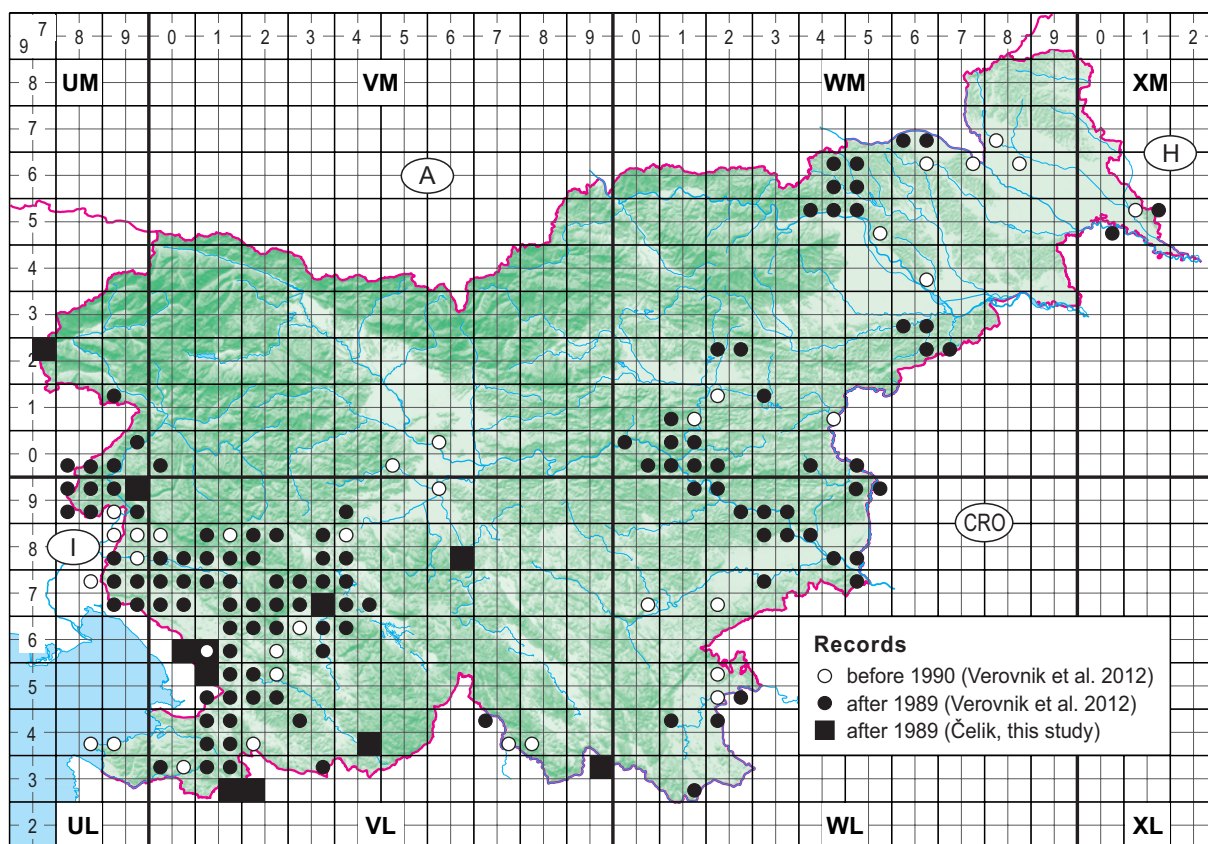 7
9
8 9 0 1 2 3 4 5 6 7 8 9 0 1 2 3 4 5 6 7 8 9 0 1 2
UM VM WM XM
8
7
H
6 A
5
4
3
2
1
0
9
CRO
8 I
7
6
Records
before 1990 (Verovnik et al. 2012)
5
after 1989 (Verovnik et al. 2012)
4
after 1989 (Čelik, this study)
3
2
UL VL WL XL